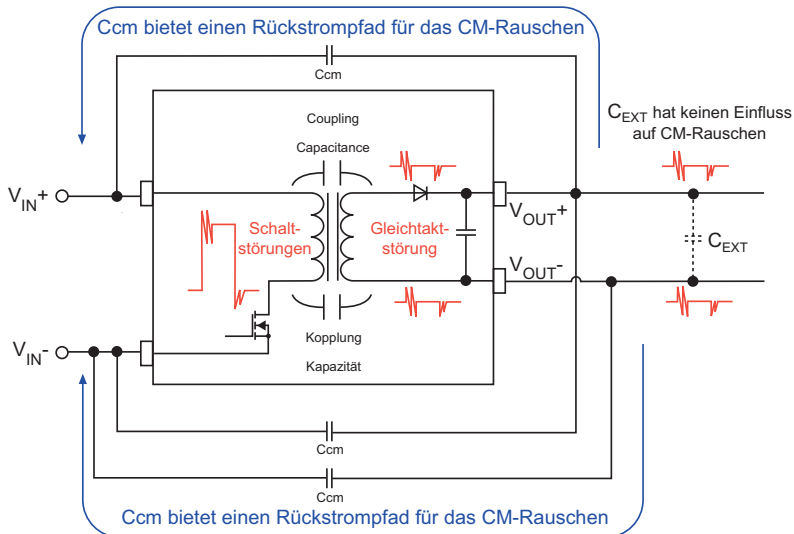 Ccm bietet einen Rückstrompfad für das CM-Rauschen
Ccm
Coupling
Capacitance
CEXT hat keinen Einfluss
auf CM-Rauschen
VIN+
Schalt-
störungen
Gleichtakt-
störung
VOUT+
CEXT
VOUT-
VIN-
Kopplung
Kapazität
Ccm
Ccm
Ccm bietet einen Rückstrompfad für das CM-Rauschen